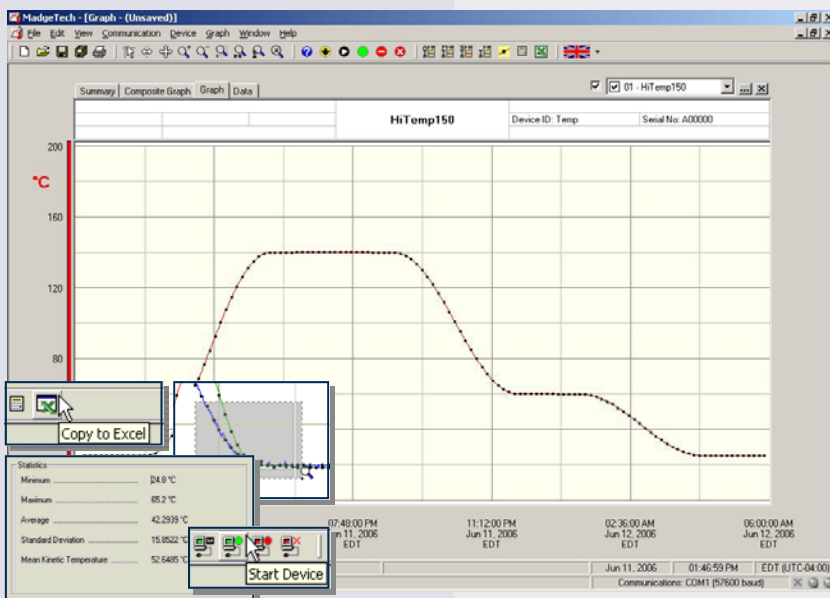 MadgeTech - [Graph - (Unsaved)]
File Edit View Communication Device Graph Window Help
Summary Composite Graph Graph Data
01 - HiTemp150
HiTemp150 Device ID: Temp Serial No: A00000
200
°C
160
120
80
Copy to Excel
Statistics
Minimum 24.8 °C
Maximum 65.2 °C
Average 42.2939 °C
Standard Deviation 15.8522 °C
Mean Kinetic Temperature 52.6485 °C
Start Device
07:48:00 PM
Jun 11, 2006
EDT
11:12:00 PM
Jun 11, 2006
EDT
02:36:00 AM
Jun 12, 2006
EDT
06:00:00 AM
Jun 12, 2006
EDT
Jun 11, 2006 01:46:59 PM EDT (UTC-04:00)
Communications: COM1 (57600 baud)